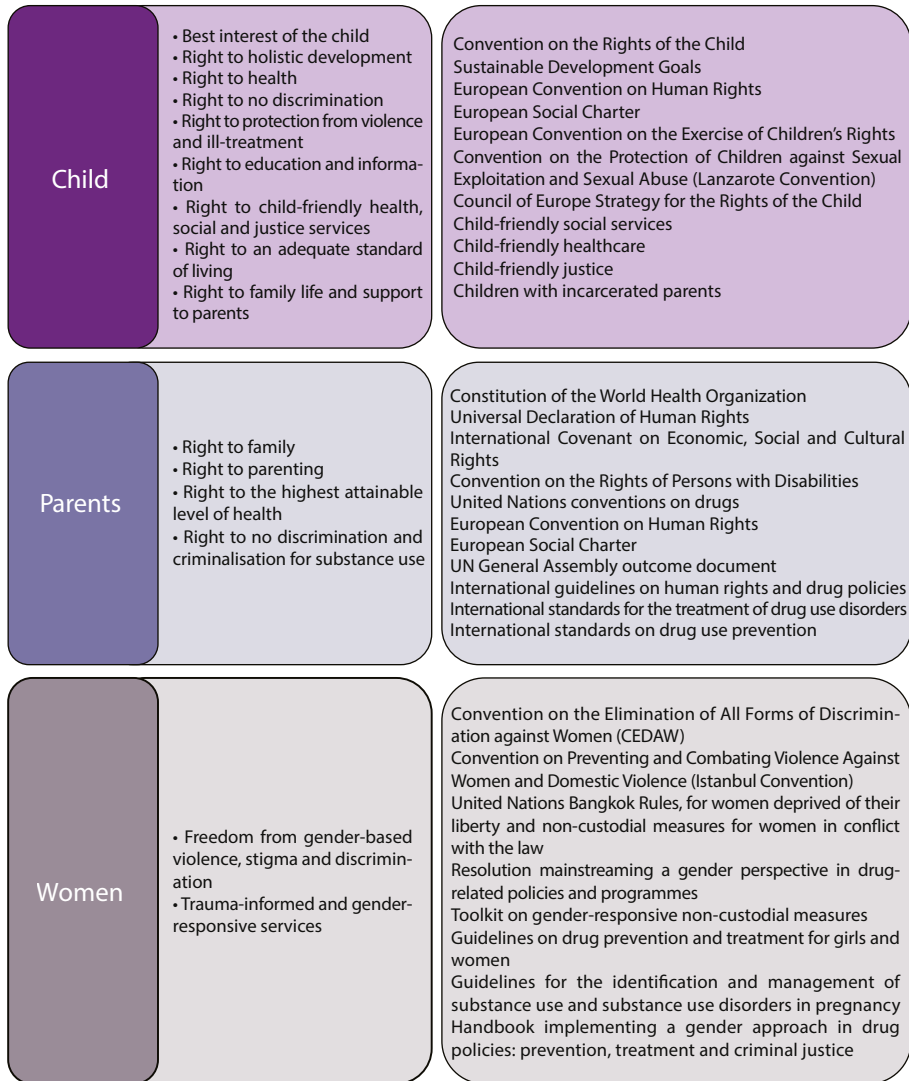 Child
• Best interest of the child
• Right to holistic development
• Right to health
• Right to no discrimination
• Right to protection from violence
and ill-treatment
• Right to education and informa-
tion
• Right to child-friendly health,
social and justice services
• Right to an adequate standard
of living
• Right to family life and support
to parents
Convention on the Rights of the Child
Sustainable Development Goals
European Convention on Human Rights
European Social Charter
European Convention on the Exercise of Children's Rights
Convention on the Protection of Children against Sexual
Exploitation and Sexual Abuse (Lanzarote Convention)
Council of Europe Strategy for the Rights of the Child
Child-friendly social services
Child-friendly healthcare
Child-friendly justice
Children with incarcerated parents
Parents
• Right to family
• Right to parenting
• Right to the highest attainable
level of health
• Right to no discrimination and
criminalisation for substance use
Constitution of the World Health Organization
Universal Declaration of Human Rights
International Covenant on Economic, Social and Cultural
Rights
Convention on the Rights of Persons with Disabilities
United Nations conventions on drugs
European Convention on Human Rights
European Social Charter
UN General Assembly outcome document
International guidelines on human rights and drug policies
International standards for the treatment of drug use disorders
International standards on drug use prevention
Women
• Freedom from gender-based
violence, stigma and discrimin-
ation
• Trauma-informed and gender-
responsive services
Convention on the Elimination of All Forms of Discrimin-
ation against Women (CEDAW)
Convention on Preventing and Combating Violence Against
Women and Domestic Violence (Istanbul Convention)
United Nations Bangkok Rules, for women deprived of their
liberty and non-custodial measures for women in conflict
with the law
Resolution mainstreaming a gender perspective in drug-
related policies and programmes
Toolkit on gender-responsive non-custodial measures
Guidelines on drug prevention and treatment for girls and
women
Guidelines for the identification and management of
substance use and substance use disorders in pregnancy
Handbook implementing a gender approach in drug
policies: prevention, treatment and criminal justice